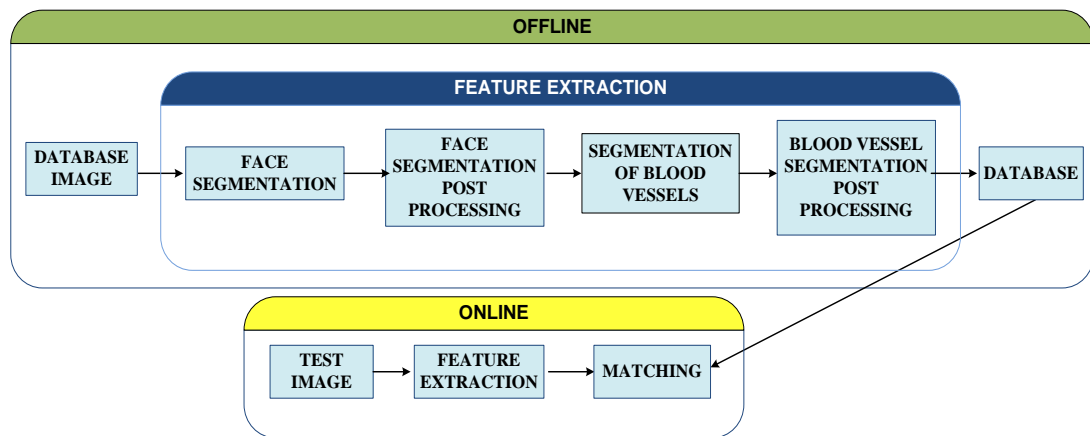 OFFLINE
FEATURE EXTRACTION
DATABASE
IMAGE
FACE
SEGMENTATION
FACE
SEGMENTATION
POST
PROCESSING
SEGMENTATION
OF BLOOD
VESSELS
BLOOD VESSEL
SEGMENTATION
POST
PROCESSING
DATABASE
ONLINE
TEST
IMAGE
FEATURE
EXTRACTION
MATCHING